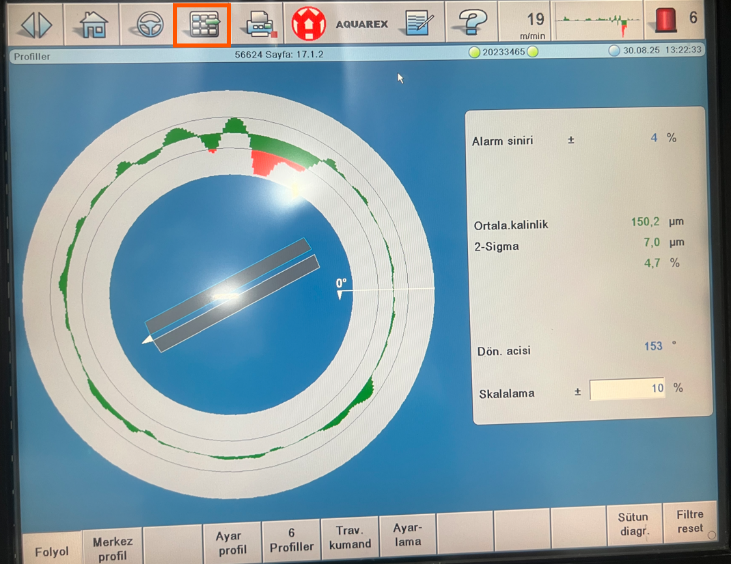 AQUAREX
19
m/min
6
Profiller
56624 Sayfa: 17.1.2
20233465
30.08.25 13:22:33
Alarm siniri ± 4 %
Ortala.kalinlik 150,2 µm
2-Sigma 7,0 µm
4,7 %
0°
Dön. acisi 153 °
Skalalama ± 10 %
Folyol
Merkez
profil
Ayar
profil
6
Profiller
Trav.
kumand
Ayar-
lama
Sütun
diagr.
Filtre
reset